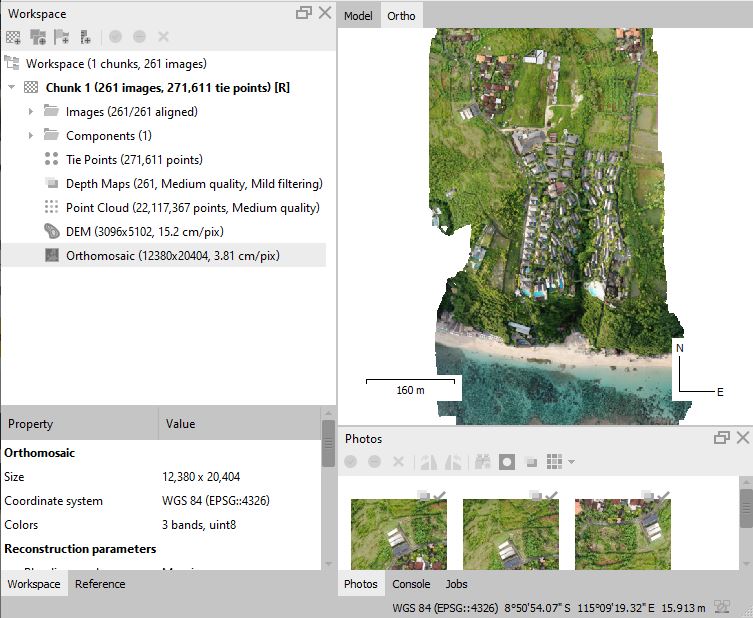 Workspace
Workspace (1 chunks, 261 images)
Chunk 1 (261 images, 271,611 tie points) [R]
Images (261/261 aligned)
Components (1)
Tie Points (271,611 points)
Depth Maps (261, Medium quality, Mild filtering)
Point Cloud (22,117,367 points, Medium quality)
DEM (3096x5102, 15.2 cm/pix)
Orthomosaic (12380x20404, 3.81 cm/pix)
Property Value
Orthomosaic
Size 12,380 x 20,404
Coordinate system WGS 84 (EPSG::4326)
Colors 3 bands, uint8
Reconstruction parameters
Workspace Reference
Model Ortho
160 m
N
E
Photos
Photos Console Jobs
WGS 84 (EPSG::4326) 8°50'54.07" S 115°09'19.32" E 15.913 m